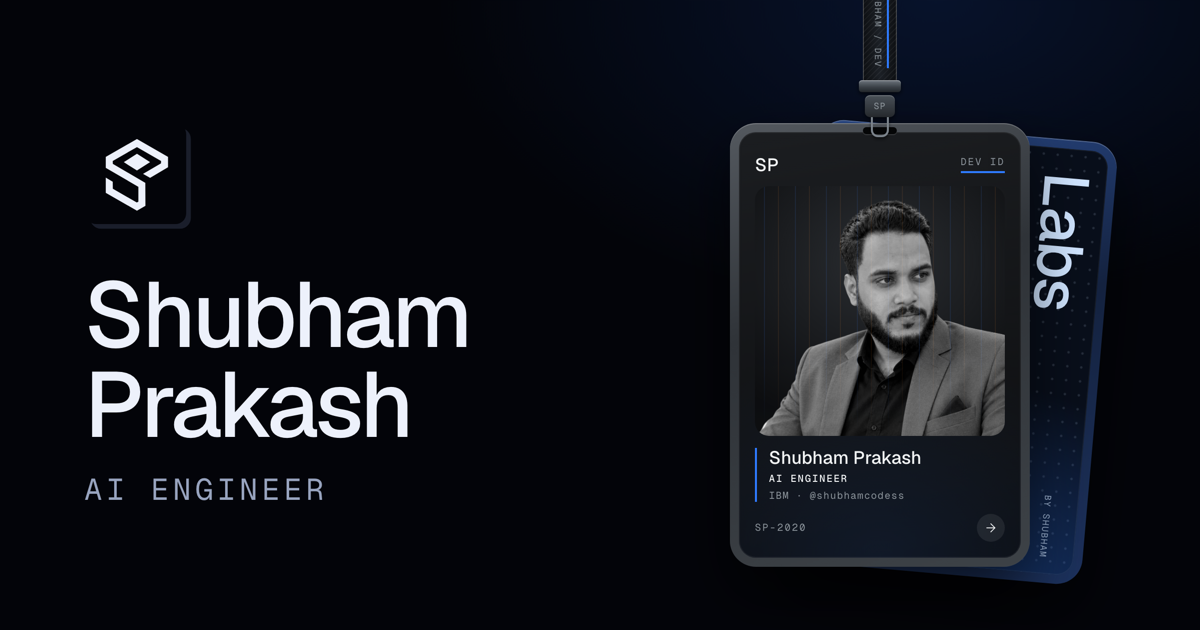 Shubham
Prakash
AI ENGINEER
BHAM / DEV
SP
SP
DEV ID
Shubham Prakash
AI ENGINEER
IBM · @shubhamcodess
SP-2020
Labs
BY SHUBHAM